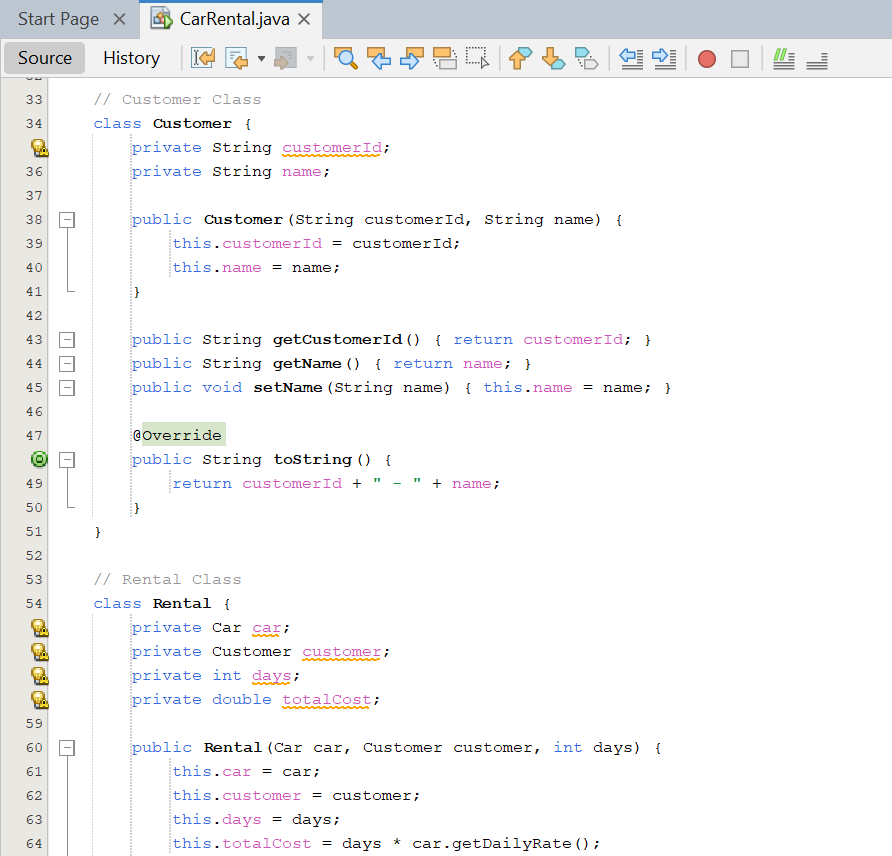 Start Page
CarRental.java
Source History
33 // Customer Class
34 class Customer {
private String customerId;
36 private String name;
37
38 public Customer(String customerId, String name) {
39 this.customerId = customerId;
40 this.name = name;
41 }
42
43 public String getCustomerId() { return customerId; }
44 public String getName() { return name; }
45 public void setName(String name) { this.name = name; }
46
47 @Override
public String toString() {
49 return customerId + " - " + name;
50 }
51 }
52
53 // Rental Class
54 class Rental {
private Car car;
private Customer customer;
private int days;
private double totalCost;
59
60 public Rental(Car car, Customer customer, int days) {
61 this.car = car;
62 this.customer = customer;
63 this.days = days;
64 this.totalCost = days * car.getDailyRate();